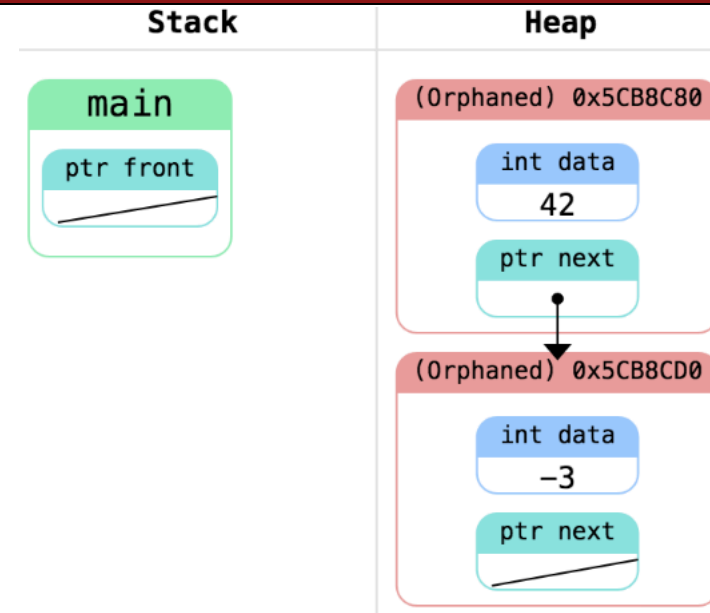 Stack
Heap
main
ptr front
(Orphaned) 0x5CB8C80
int data
42
ptr next
(Orphaned) 0x5CB8CD0
int data
−3
ptr next